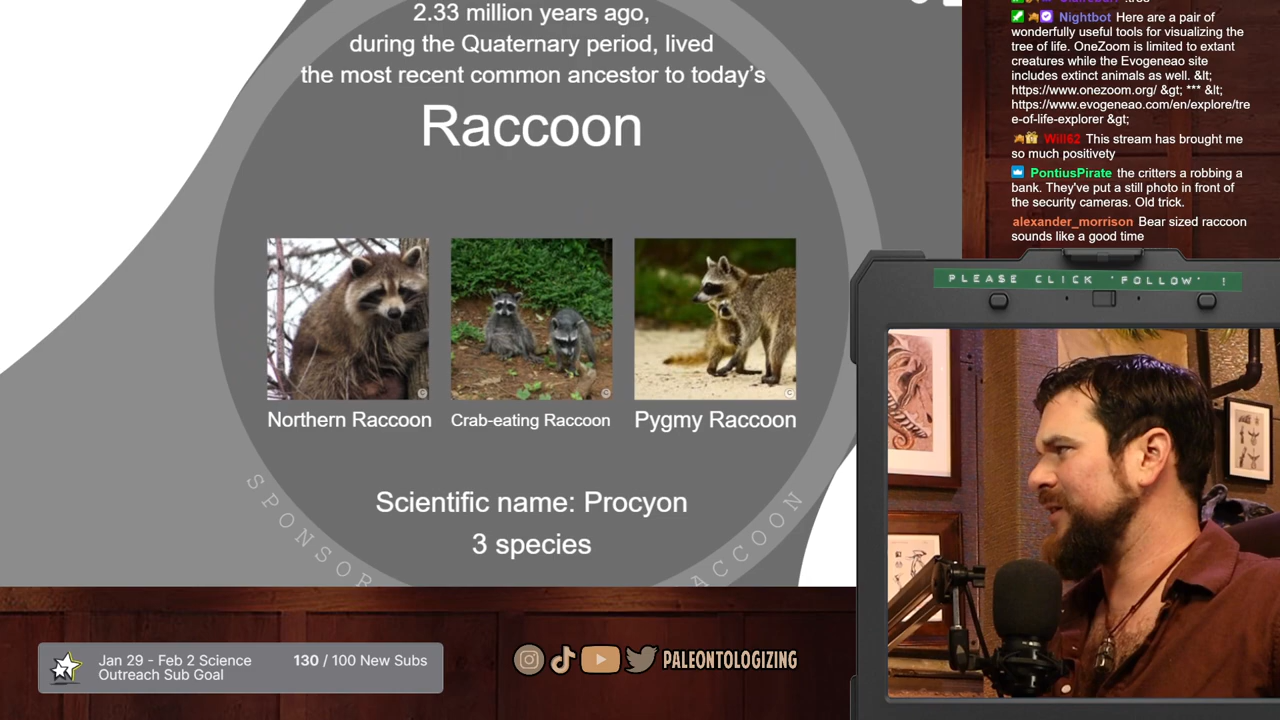 2.33 million years ago,
during the Quaternary period, lived
the most recent common ancestor to today's
Raccoon
Northern Raccoon
Crab-eating Raccoon
Pygmy Raccoon
Scientific name: Procyon
3 species
SPONSOR
ACCOON
Nightbot Here are a pair of
wonderfully useful tools for visualizing the
tree of life. OneZoom is limited to extant
creatures while the Evogeneao site
includes extinct animals as well. &lt;
https://www.onezoom.org/ &gt; *** &lt;
https://www.evogeneao.com/en/explore/tre
e-of-life-explorer &gt;
Will62 This stream has brought me
so much positivety
PontiusPirate the critters a robbing a
bank. They've put a still photo in front of
the security cameras. Old trick.
alexander_morrison Bear sized raccoon
sounds like a good time
PLEASE CLICK 'FOLLOW' !
Jan 29 - Feb 2 Science
Outreach Sub Goal
130 / 100 New Subs
PALEONTOLOGIZING